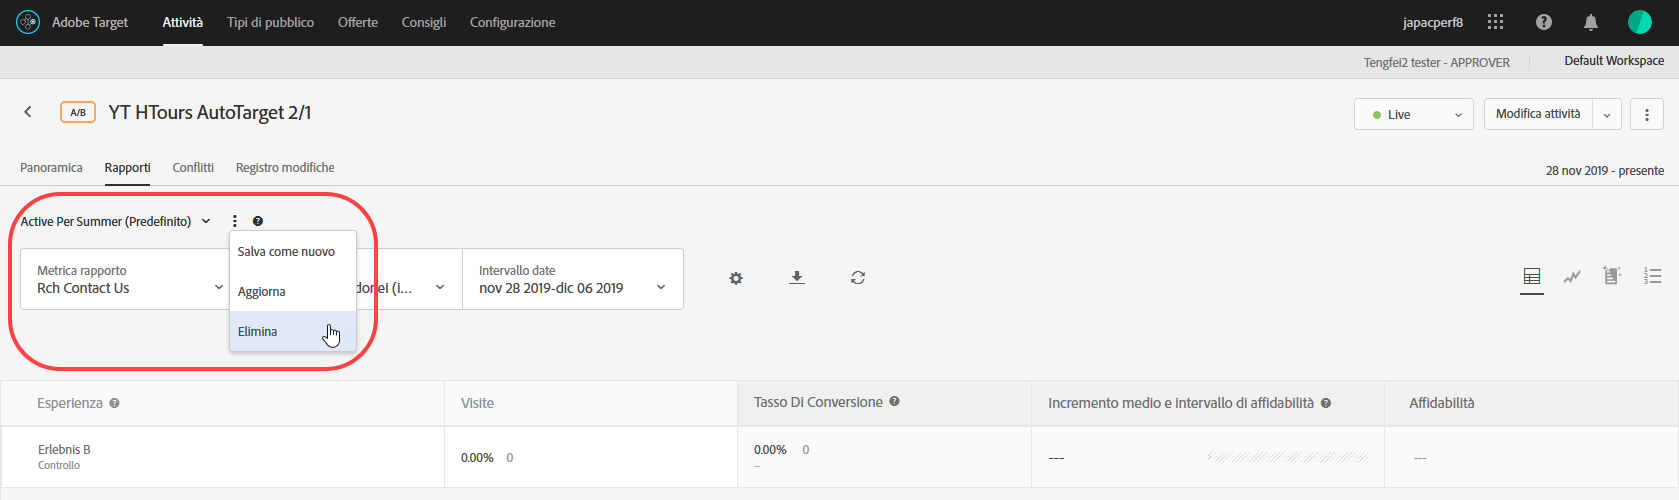 Adobe Target Attività Tipi di pubblico Offerte Consigli Configurazione japacperf8
Tengfei2 tester - APPROVER Default Workspace
A/B YT HTours AutoTarget 2/1 Live Modifica attività
Panoramica Rapporti Conflitti Registro modifiche 28 nov 2019 - presente
Active Per Summer (Predefinito)
Salva come nuovo
Aggiorna
Elimina
Metrica rapporto
Rch Contact Us
donei (i...
Intervallo date
nov 28 2019-dic 06 2019
Esperienza Visite Tasso Di Conversione Incremento medio e intervallo di affidabilità Affidabilità
Erlebnis B
Controllo
0.00% 0
0.00% 0
--
---
---